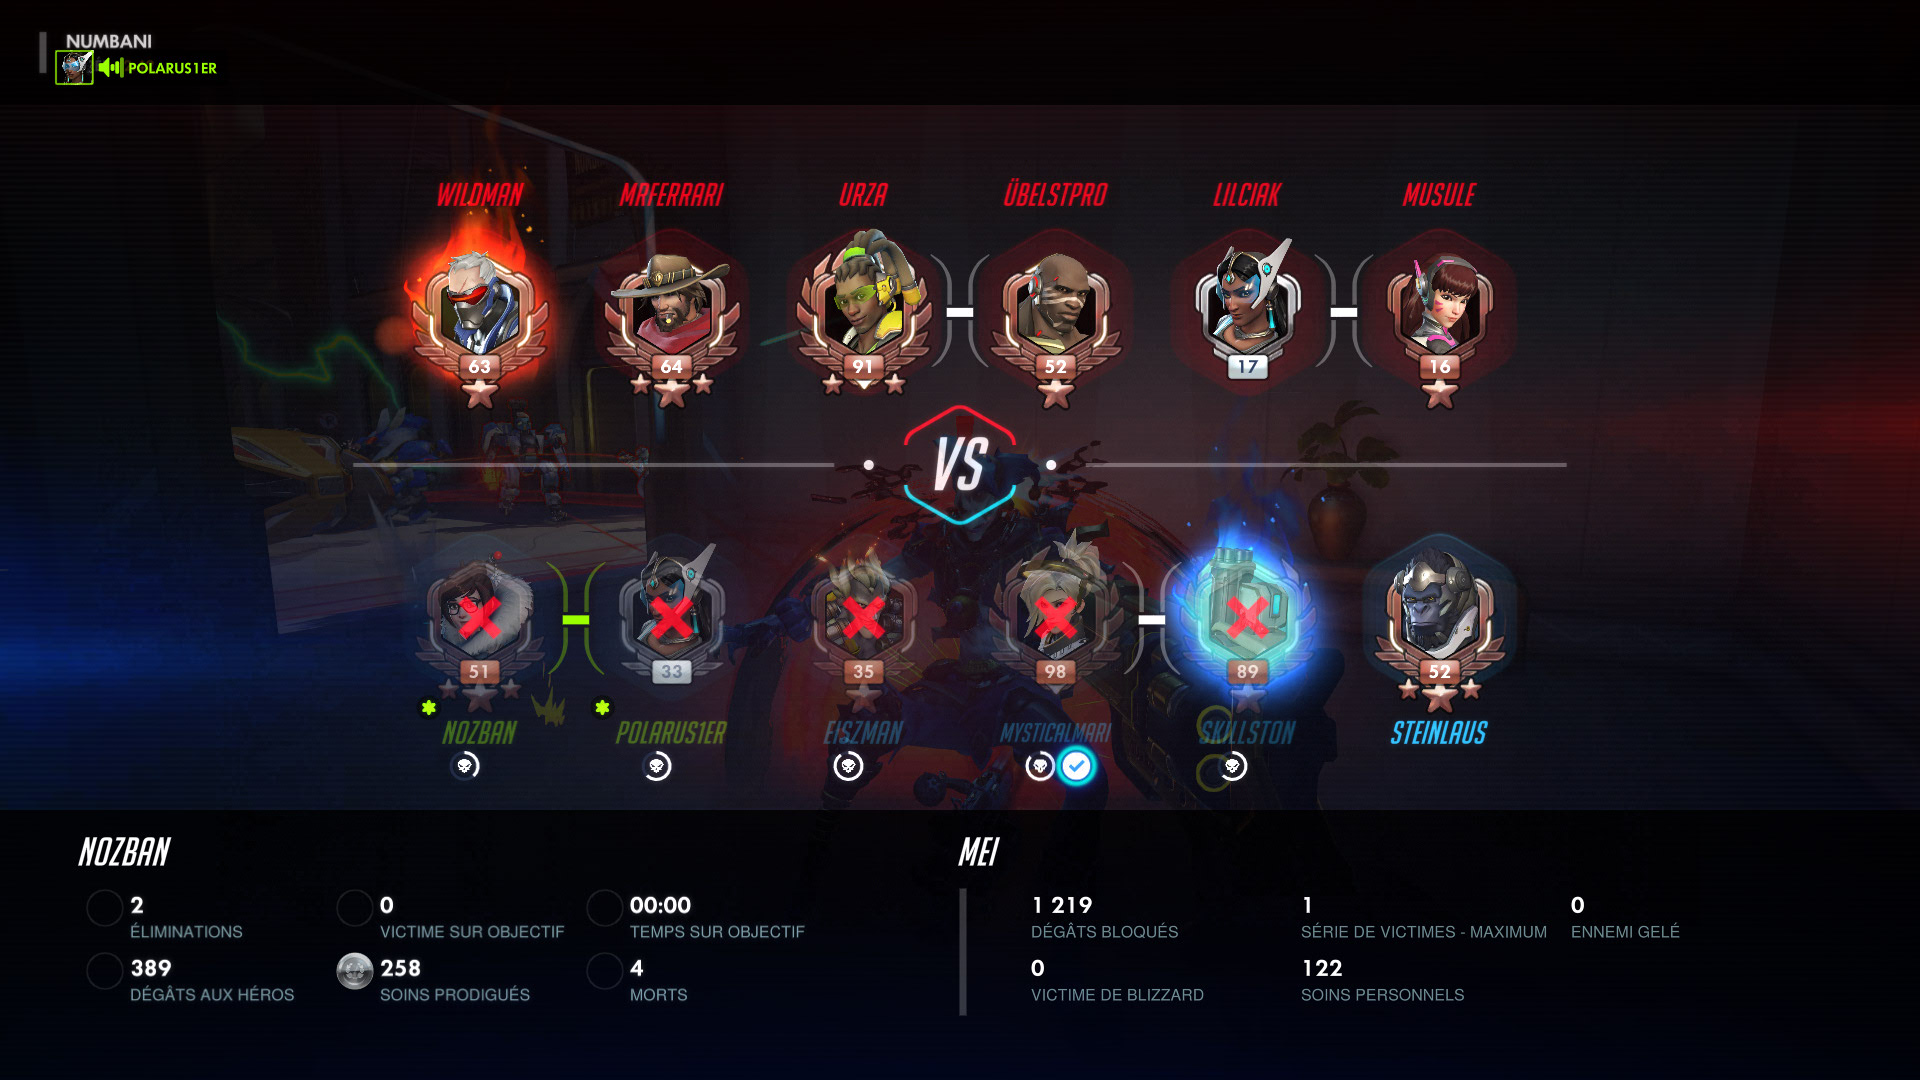 NUMBANI
POLARUS1ER
WILDMAN MRFERRARI URZA ÜBELSTPRO LILCIAK MUSULE
63 64 91 52 17 16
VS
51 33 35 98 89 52
NOZBAN POLARUS1ER EISZMAN MYSTICALMARI SKILLSTON STEINLAUS
NOZBAN
2
ÉLIMINATIONS
0
VICTIME SUR OBJECTIF
00:00
TEMPS SUR OBJECTIF
389
DÉGÂTS AUX HÉROS
258
SOINS PRODIGUÉS
4
MORTS
MEI
1 219
DÉGÂTS BLOQUÉS
1
SÉRIE DE VICTIMES - MAXIMUM
0
ENNEMI GELÉ
0
VICTIME DE BLIZZARD
122
SOINS PERSONNELS